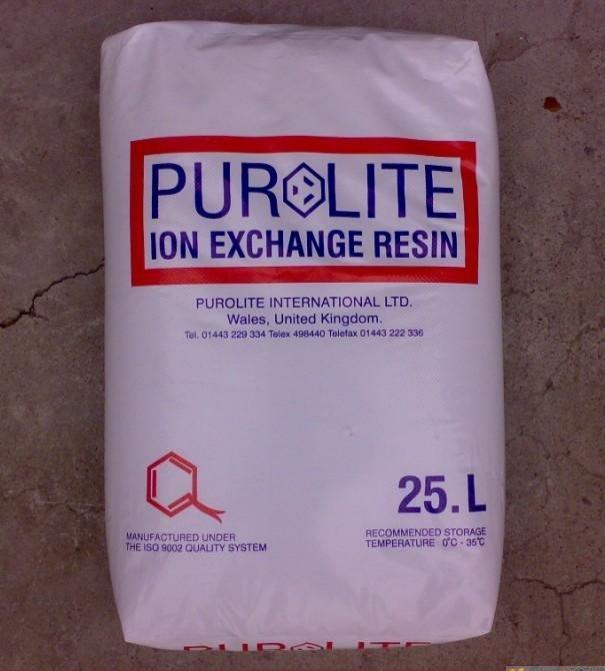 PUROLITE
ION EXCHANGE RESIN
PUROLITE INTERNATIONAL LTD.
Wales, United Kingdom.
Tel. 01443 229 334 Telex 498440 Telefax 01443 222 336
25.L
MANUFACTURED UNDER
THE ISO 9002 QUALITY SYSTEM
RECOMMENDED STORAGE
TEMPERATURE 0°C - 35°C
PUROLITE